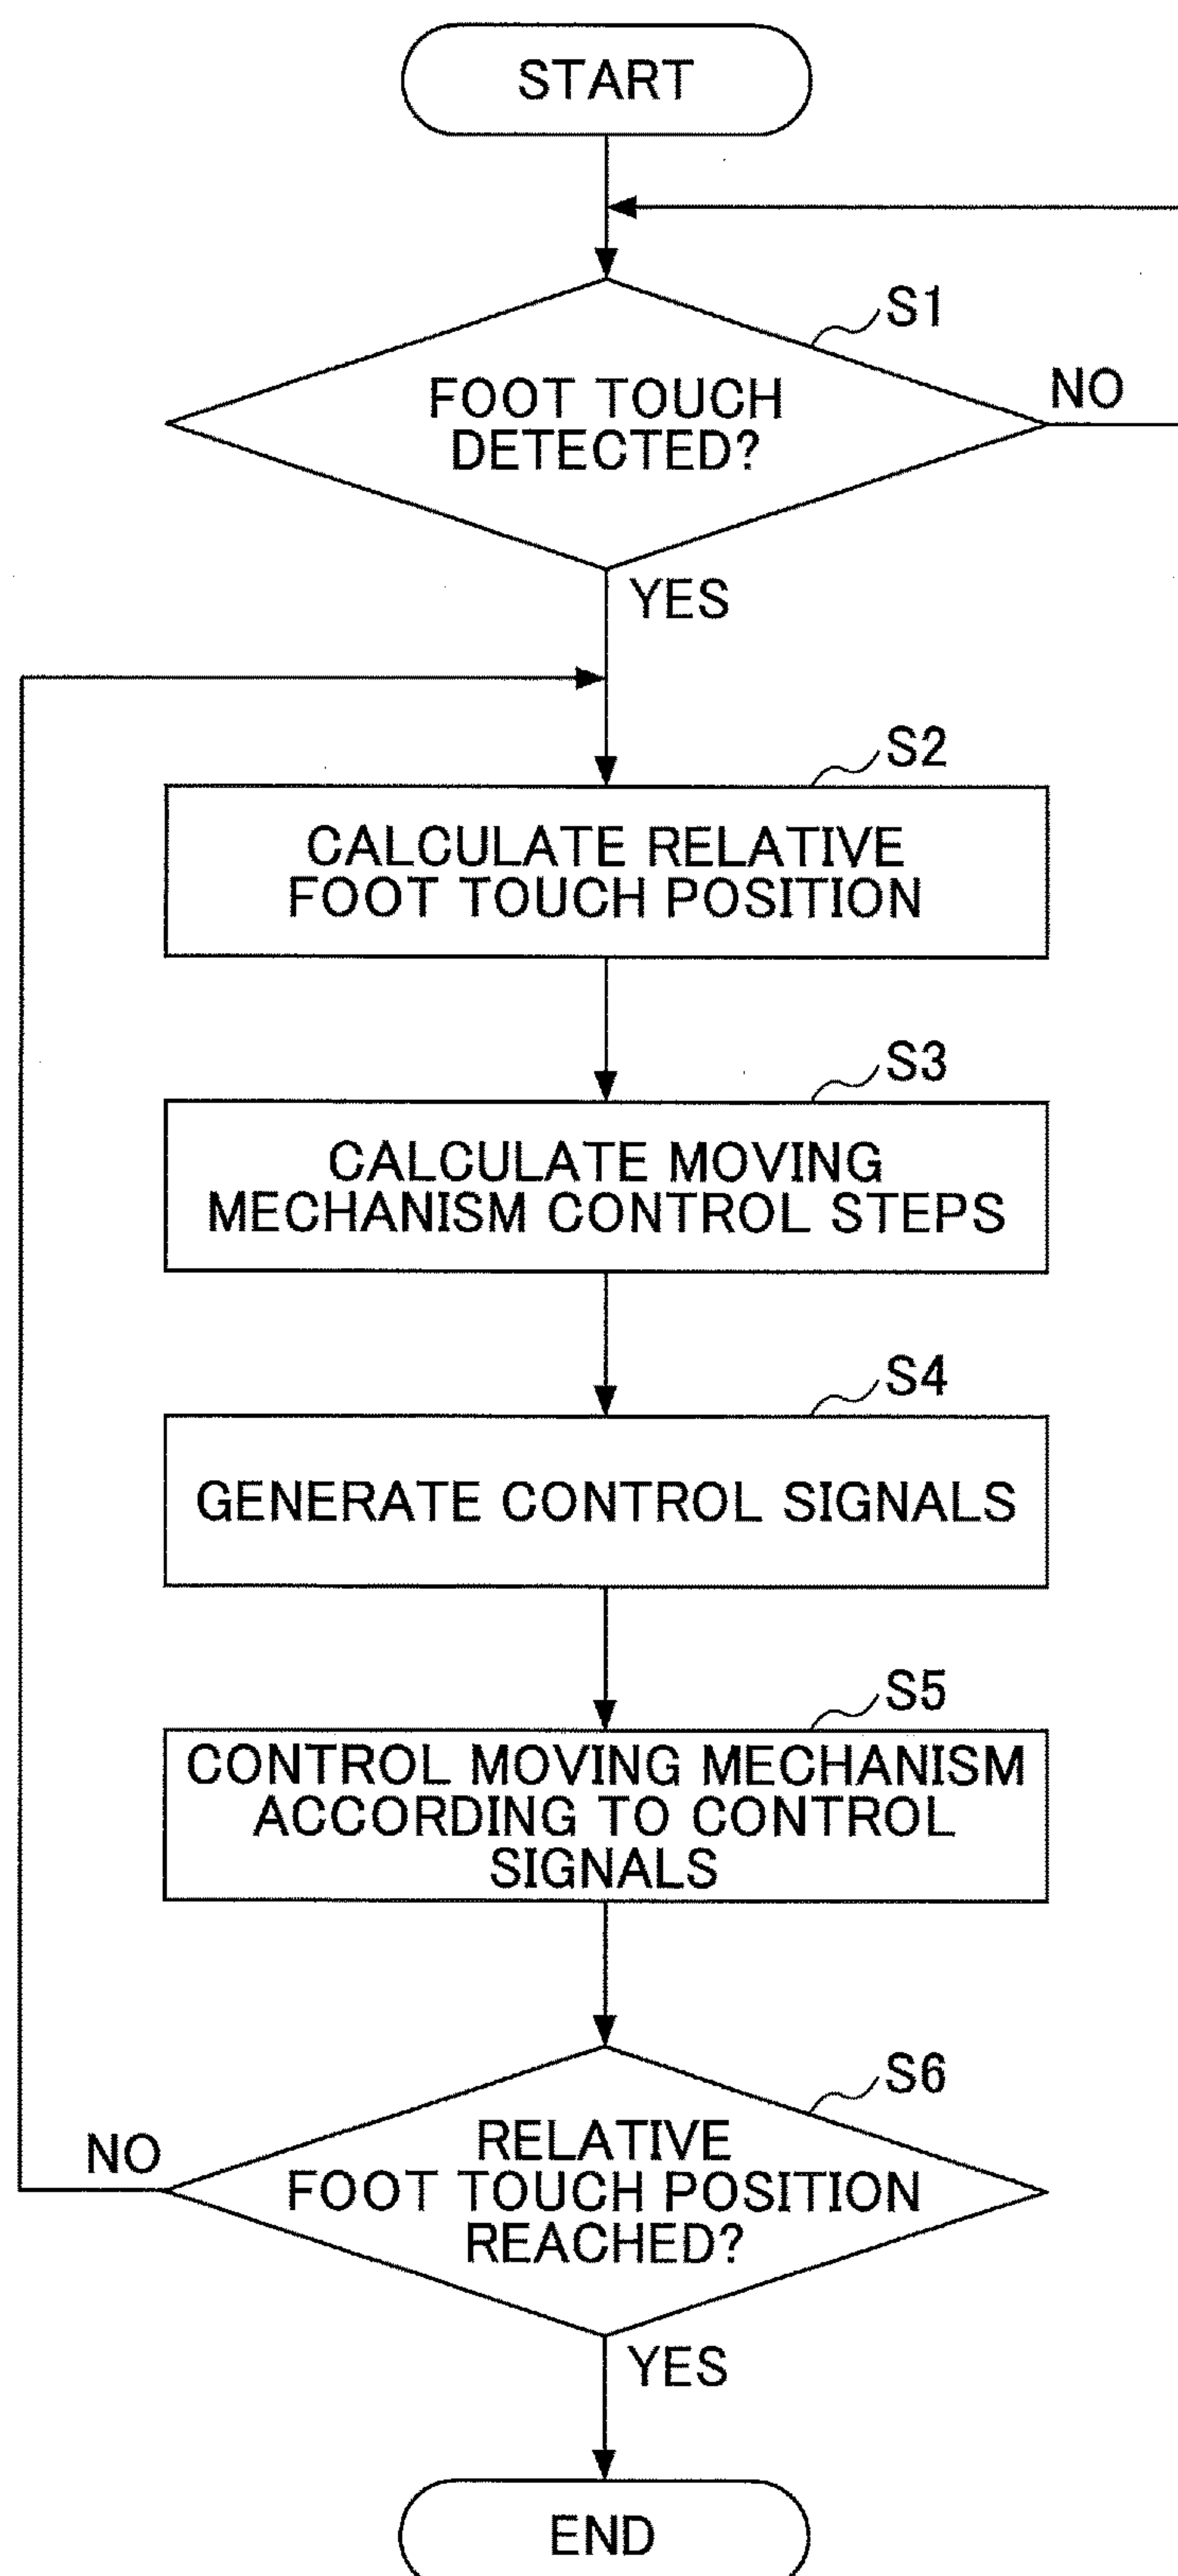 START
S1
FOOT TOUCH
DETECTED?
NO
YES
S2
CALCULATE RELATIVE
FOOT TOUCH POSITION
S3
CALCULATE MOVING
MECHANISM CONTROL STEPS
S4
GENERATE CONTROL SIGNALS
S5
CONTROL MOVING MECHANISM
ACCORDING TO CONTROL
SIGNALS
S6
NO
RELATIVE
FOOT TOUCH POSITION
REACHED?
YES
END